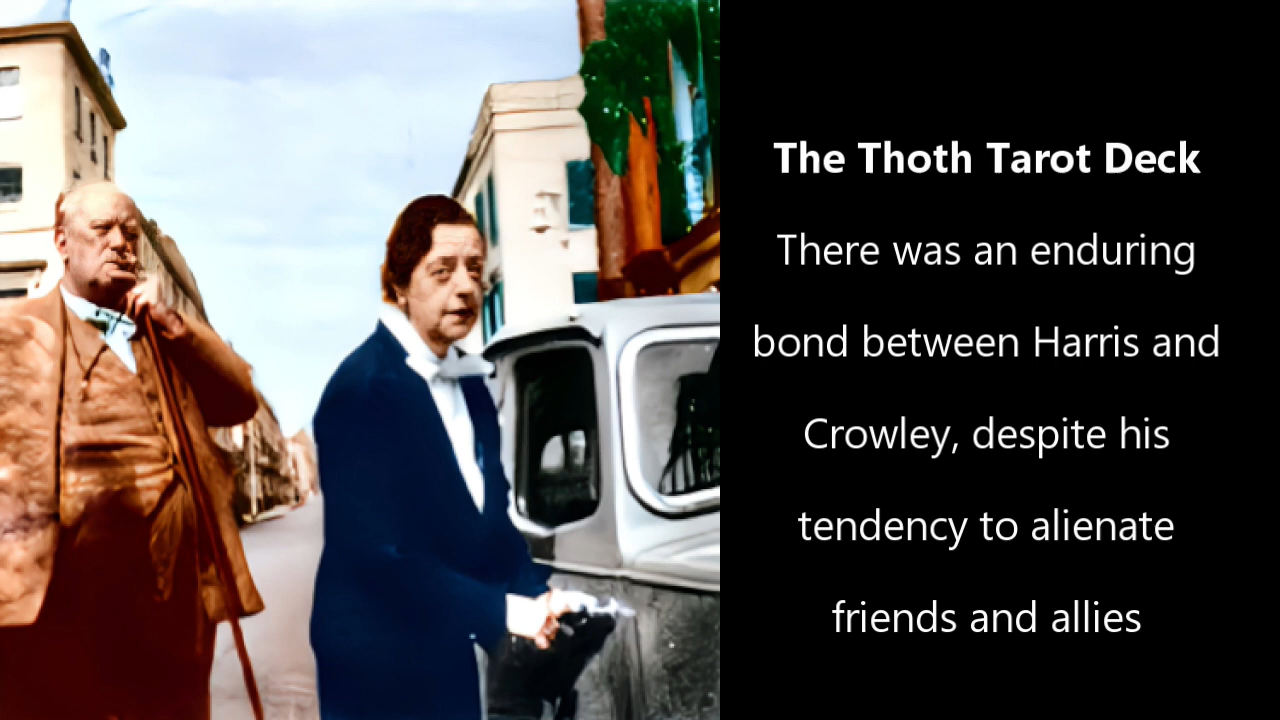 The Thoth Tarot Deck
There was an enduring
bond between Harris and
Crowley, despite his
tendency to alienate
friends and allies